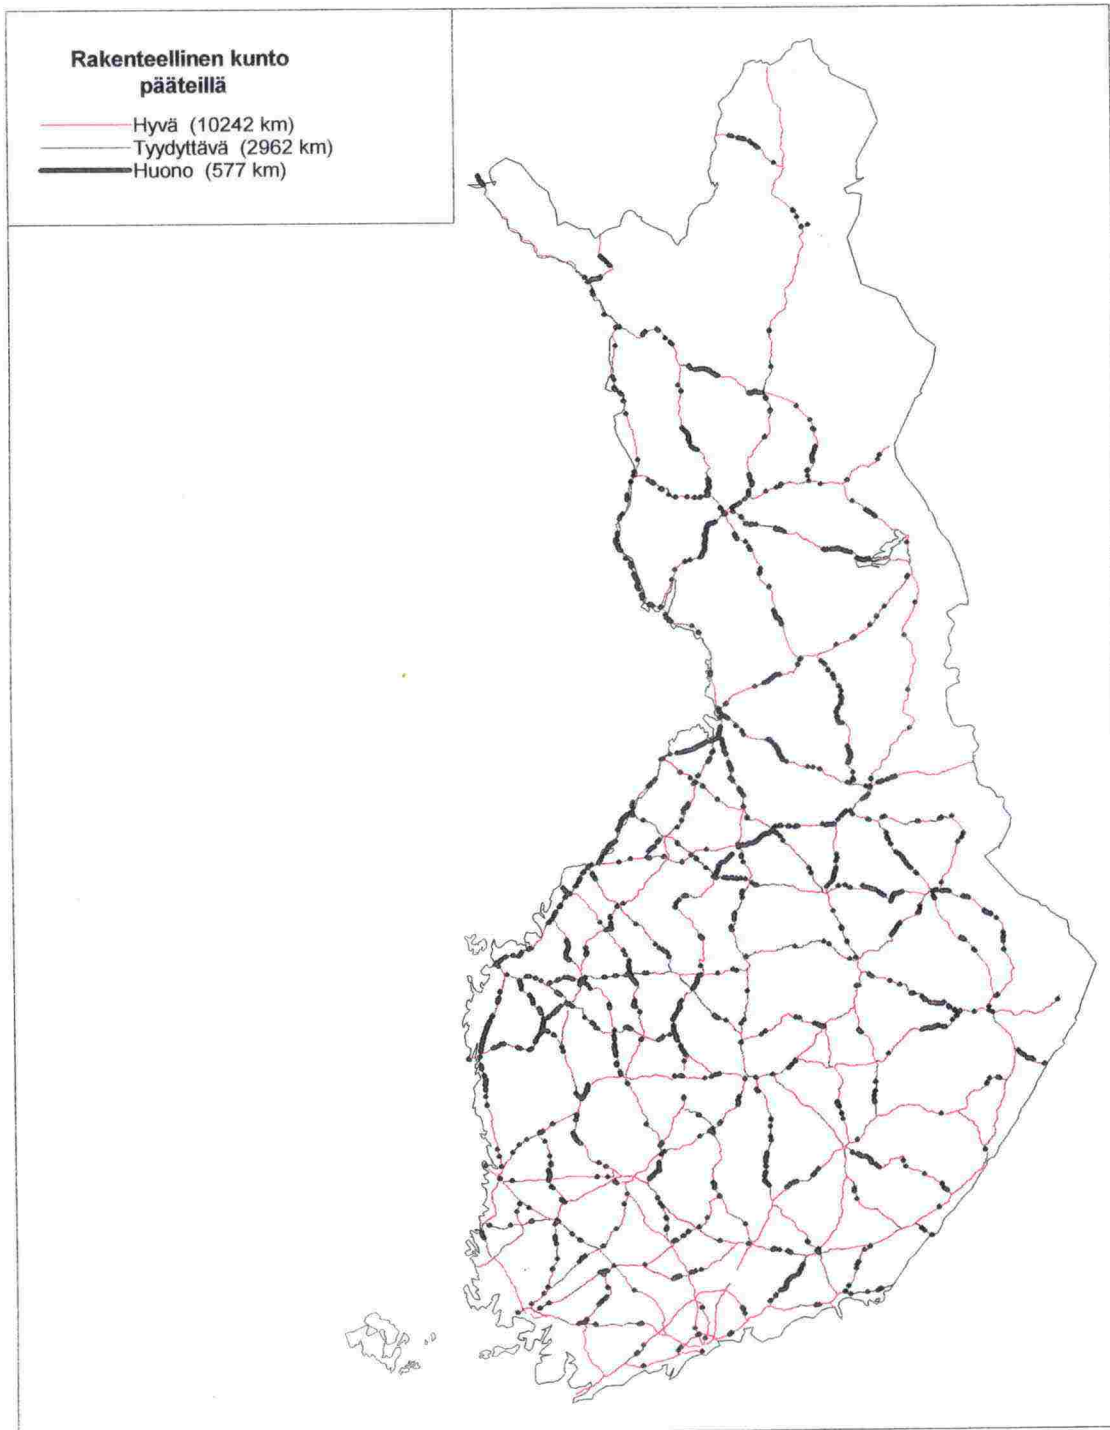 Rakenteellinen kunto
pääteillä
Hyvä (10242 km)
Tyydyttävä (2962 km)
Huono (577 km)